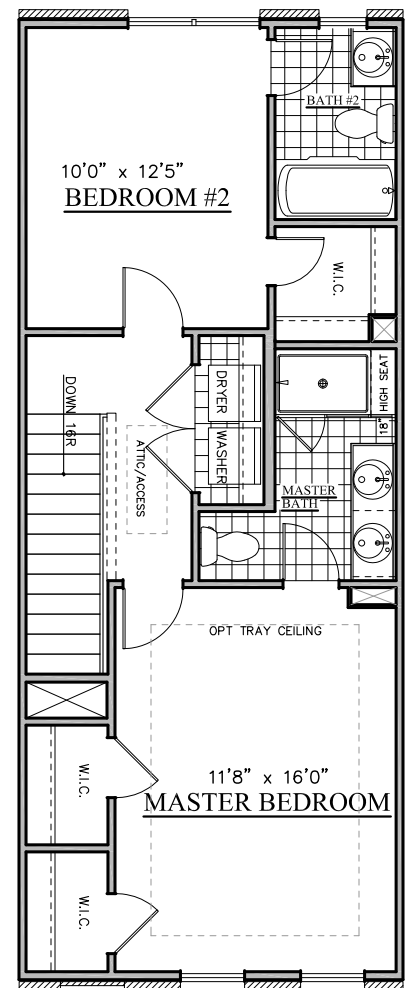 BATH #2
10'0" x 12'5"
BEDROOM #2
W.I.C.
DRYER
WASHER
18" HIGH SEAT
DOWN 16R
ATTIC/ACCESS
MASTER
BATH
OPT TRAY CEILING
11'8" x 16'0"
MASTER BEDROOM
W.I.C.
W.I.C.